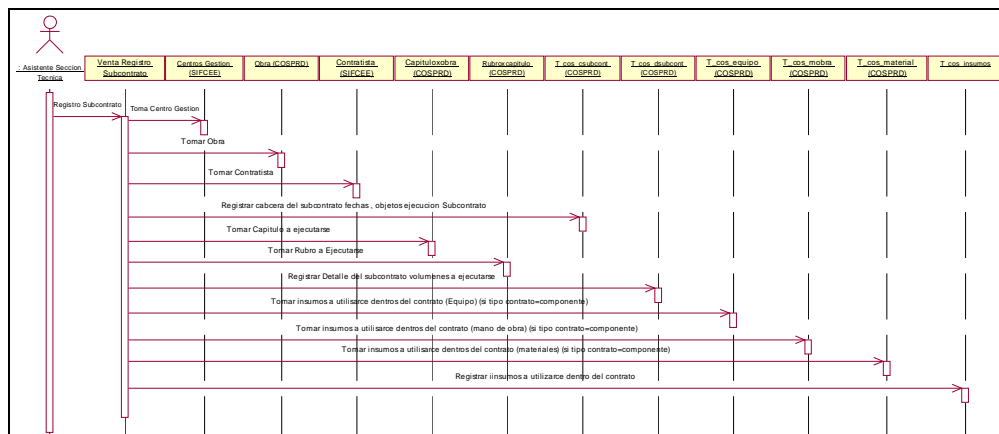 : Asistente Seccion
Tecnica
Venta Registro
Subcontrato
Centros Gestion
(SIFCEE)
Obra (COSPRD)
Contratista
(SIFCEE)
Capituloxobra
(COSPRD)
Rubroxcapitulo
(COSPRD)
T_cos_csubcont
(COSPRD)
T_cos_dsubcont
(COSPRD)
T_cos_equipo
(COSPRD)
T_cos_mobra
(COSPRD)
T_cos_material
(COSPRD)
T_cos_insumos
Registro Subcontrato
Toma Centro Gestion
Tomar Obra
Tomar Contratista
Registrar cabcera del subcontrato fechas , objetos ejecucion Subcontrato
Tomar Capitulo a ejecutarse
Tomar Rubro a Ejecutarse
Registrar Detalle del subcontrato volumenes a ejecutarse
Tomar insumos a utilisarce dentros del contrato (Equipo) (si tipo contrato=componente)
Tomar insumos a utilisarce dentros del contrato (mano de obra) (si tipo contrato=componente)
Tomar insumos a utilisarce dentros del contrato (materiales) (si tipo contrato=componente)
Registrar iinsumos a utilizarce dentro del contrato